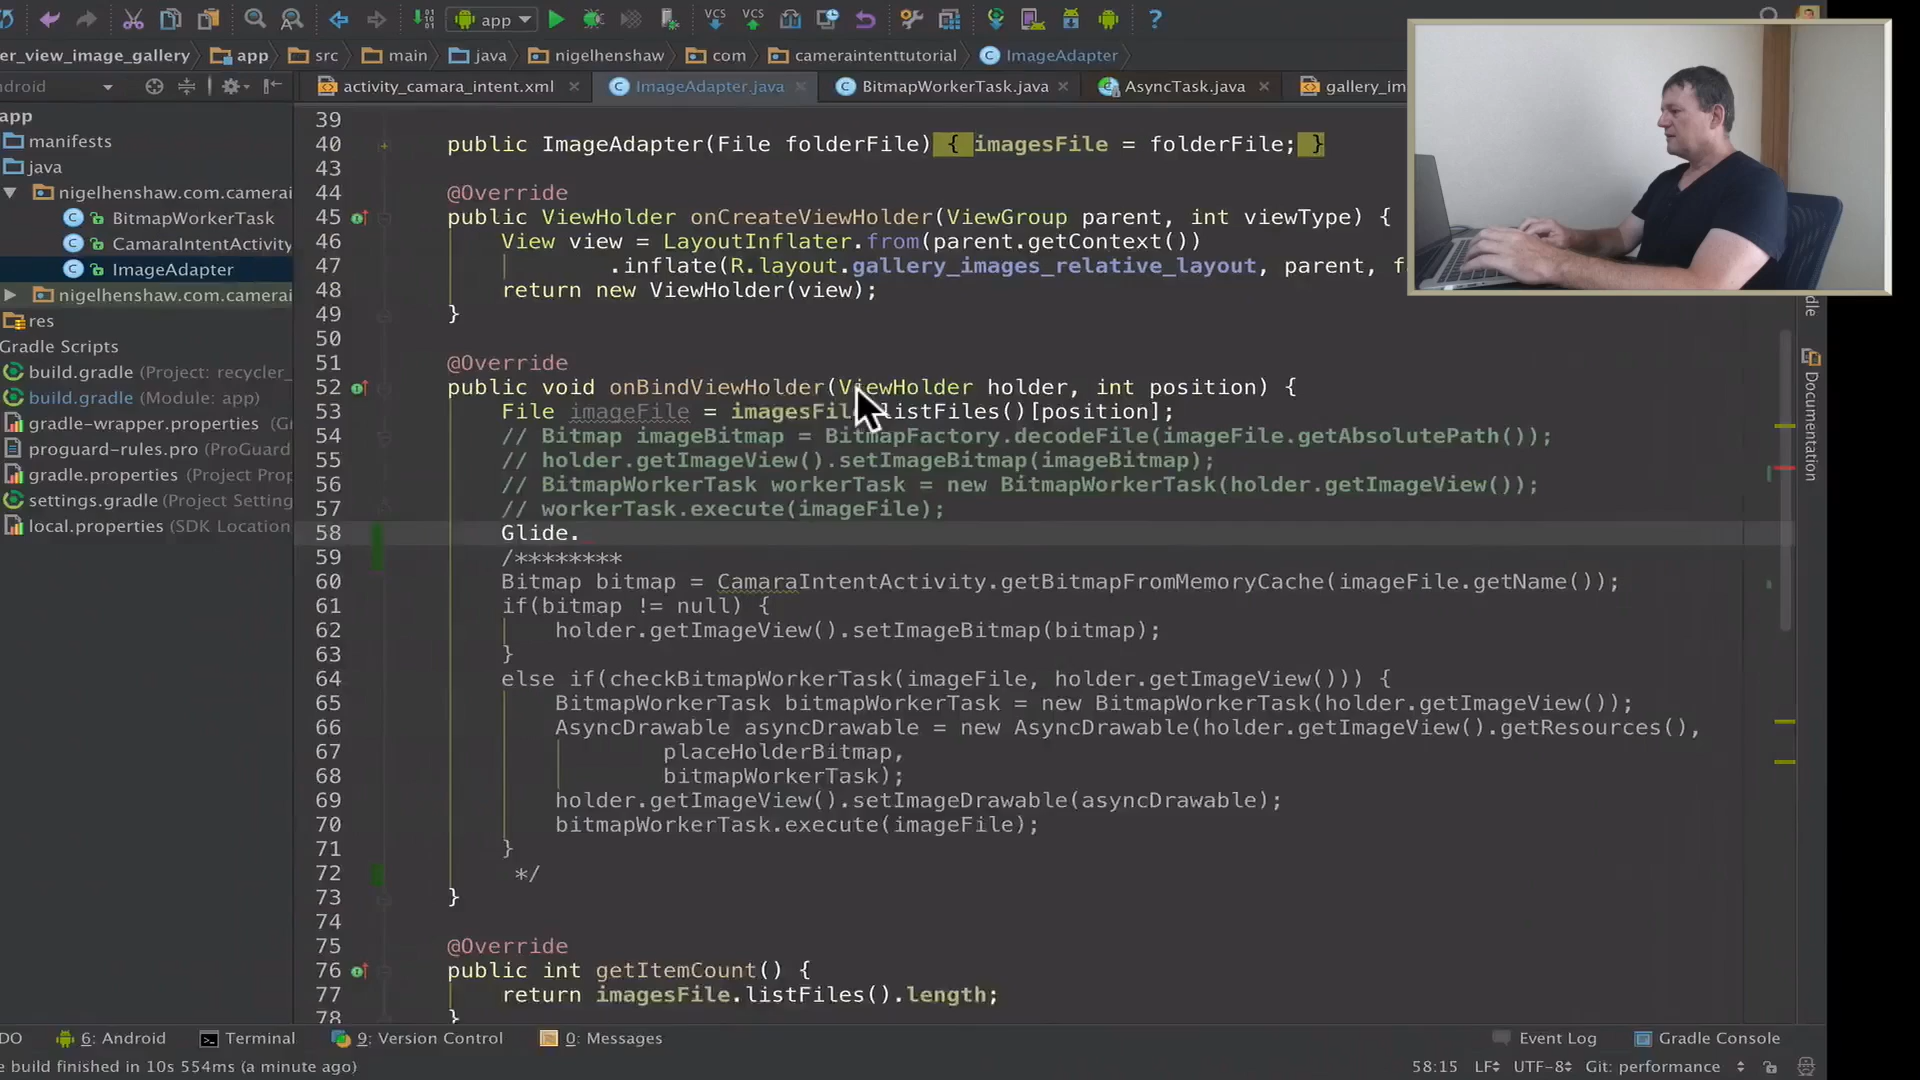 app
er_view_image_gallery
app
src
main
java
nigelhenshaw
com
cameraintenttutorial
ImageAdapter
ndroid
activity_camara_intent.xml
ImageAdapter.java
BitmapWorkerTask.java
AsyncTask.java
gallery_im
app
manifests
java
nigelhenshaw.com.camerai
BitmapWorkerTask
CamaraIntentActivity
ImageAdapter
nigelhenshaw.com.camerai
res
Gradle Scripts
build.gradle (Project: recycler_
build.gradle (Module: app)
gradle-wrapper.properties
proguard-rules.pro (ProGuard
gradle.properties (Project Prop
settings.gradle (Project Setting
local.properties (SDK Location
39
40 public ImageAdapter(File folderFile) { imagesFile = folderFile; }
43
44 @Override
45 public ViewHolder onCreateViewHolder(ViewGroup parent, int viewType) {
46 View view = LayoutInflater.from(parent.getContext())
47 .inflate(R.layout.gallery_images_relative_layout, parent, f
48 return new ViewHolder(view);
49 }
50
51 @Override
52 public void onBindViewHolder(ViewHolder holder, int position) {
53 File imageFile = imagesFil listFiles()[position];
54 // Bitmap imageBitmap = BitmapFactory.decodeFile(imageFile.getAbsolutePath());
55 // holder.getImageView().setImageBitmap(imageBitmap);
56 // BitmapWorkerTask workerTask = new BitmapWorkerTask(holder.getImageView());
57 // workerTask.execute(imageFile);
58 Glide.
59 /********
60 Bitmap bitmap = CamaraIntentActivity.getBitmapFromMemoryCache(imageFile.getName());
61 if(bitmap != null) {
62 holder.getImageView().setImageBitmap(bitmap);
63 }
64 else if(checkBitmapWorkerTask(imageFile, holder.getImageView())) {
65 BitmapWorkerTask bitmapWorkerTask = new BitmapWorkerTask(holder.getImageView());
66 AsyncDrawable asyncDrawable = new AsyncDrawable(holder.getImageView().getResources(),
67 placeHolderBitmap,
68 bitmapWorkerTask);
69 holder.getImageView().setImageDrawable(asyncDrawable);
70 bitmapWorkerTask.execute(imageFile);
71 }
72 */
73 }
74
75 @Override
76 public int getItemCount() {
77 return imagesFile.listFiles().length;
78 }
dle
Documentation
DO
6: Android
Terminal
9: Version Control
0: Messages
Event Log
Gradle Console
e build finished in 10s 554ms (a minute ago)
58:15
LF
UTF-8
Git: performance